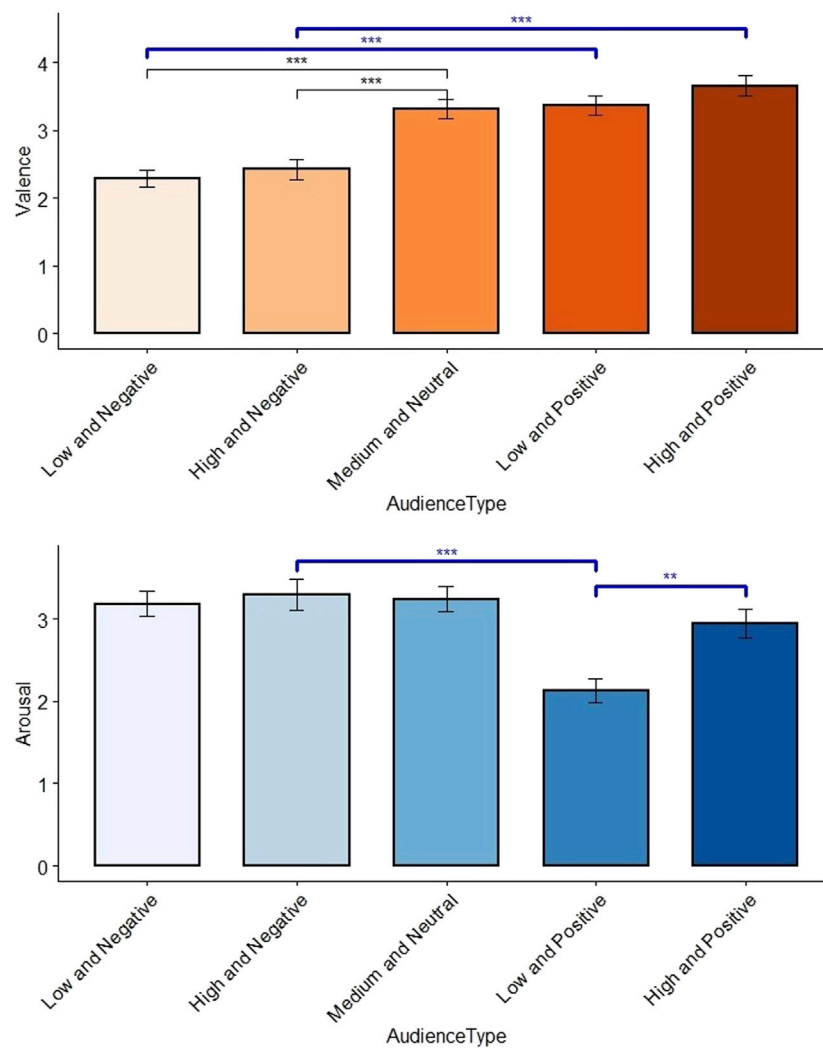 ***
***
***
***
4
3
2
1
0
Valence
Low and Negative
High and Negative
Medium and Neutral
Low and Positive
High and Positive
AudienceType
***
**
3
2
1
0
Arousal
Low and Negative
High and Negative
Medium and Neutral
Low and Positive
High and Positive
AudienceType